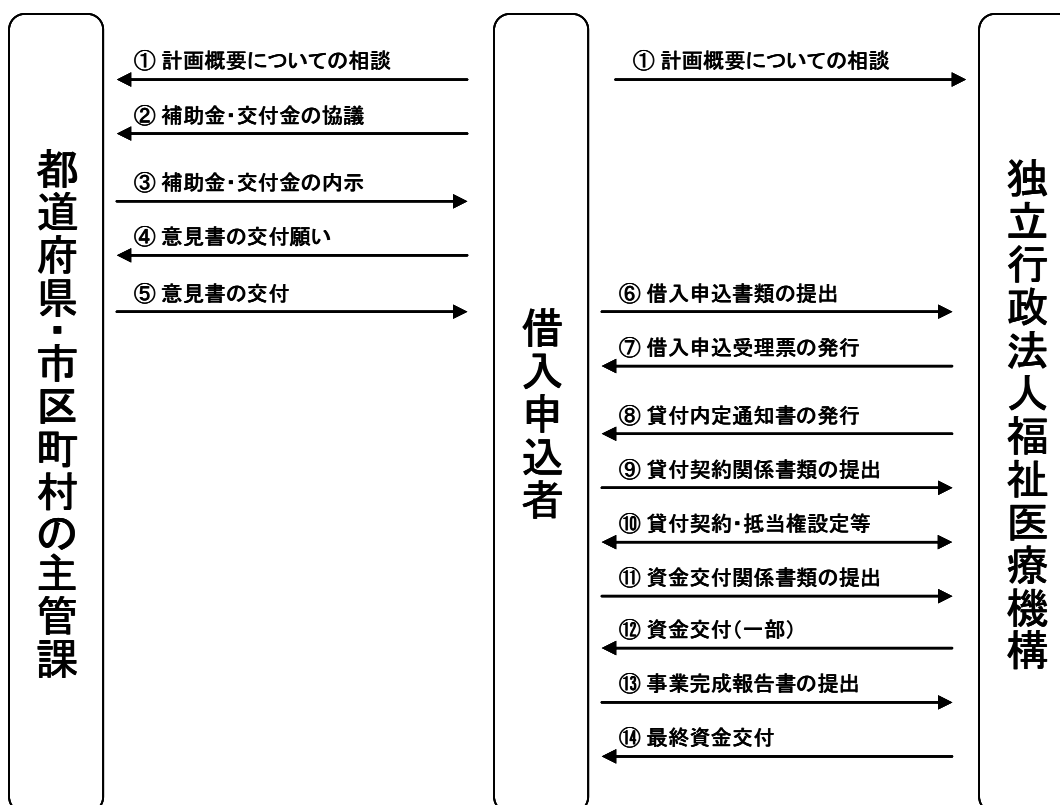 ① 計画概要についての相談
① 計画概要についての相談
② 補助金・交付金の協議
③ 補助金・交付金の内示
④ 意見書の交付願い
⑤ 意見書の交付
⑥ 借入申込書類の提出
⑦ 借入申込受理票の発行
⑧ 貸付内定通知書の発行
⑨ 貸付契約関係書類の提出
⑩ 貸付契約・抵当権設定等
⑪ 資金交付関係書類の提出
⑫ 資金交付(一部)
⑬ 事業完成報告書の提出
⑭ 最終資金交付
都道府県・市区町村の主管課
借入申込者
独立行政法人福祉医療機構